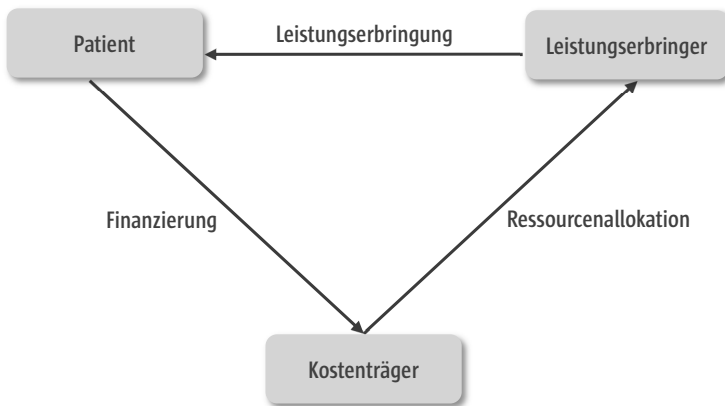 Leistungserbringung
Patient
Leistungserbringer
Finanzierung
Ressourcenallokation
Kostenträger